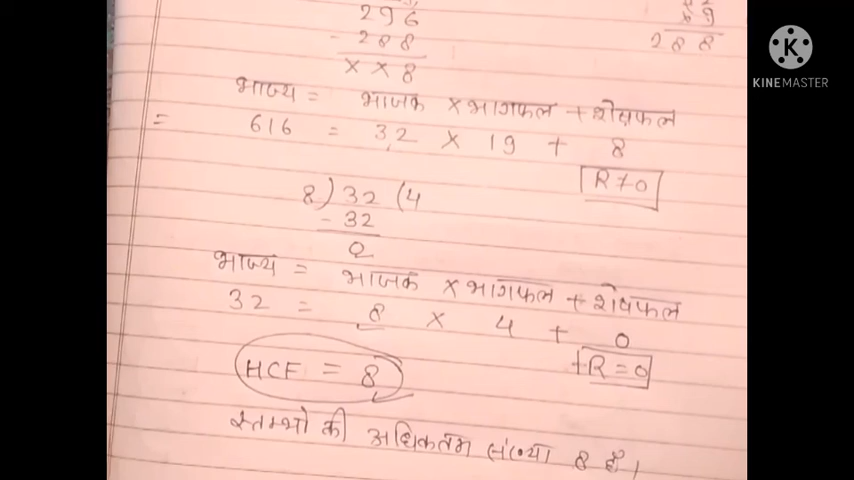 296
- 288
× × 8
× 9
288
K
KINEMASTER
भाज्य = भाजक × भागफल + शेषफल
= 616 = 32 × 19 + 8
R≠0
8) 32 (4
- 32
0
भाज्य = भाजक × भागफल + शेषफल
32 = 8 × 4 + 0
R=0
HCF = 8
स्तम्भो की अधिकतम संख्या 8 हैं।